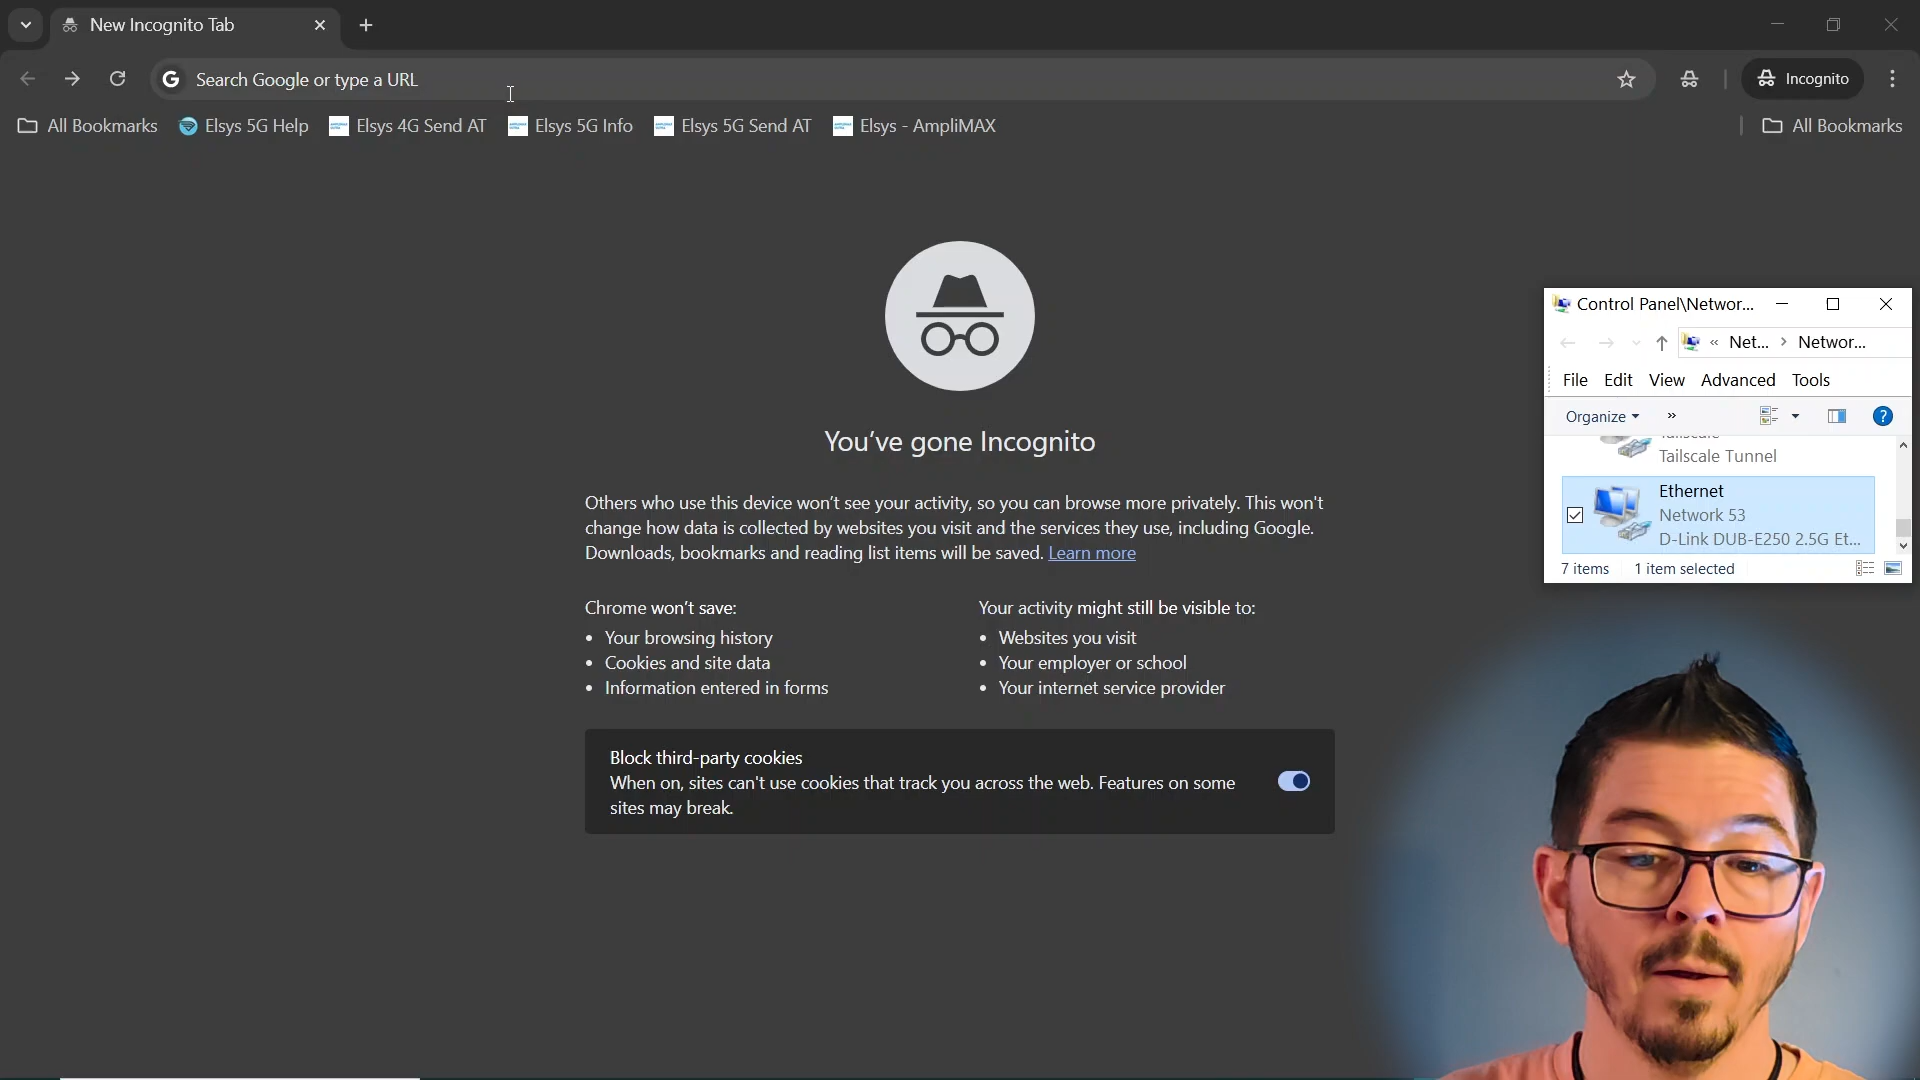 New Incognito Tab
Search Google or type a URL
Incognito
All Bookmarks
Elsys 5G Help
Elsys 4G Send AT
Elsys 5G Info
Elsys 5G Send AT
Elsys - AmpliMAX
All Bookmarks
You've gone Incognito
Others who use this device won't see your activity, so you can browse more privately. This won't
change how data is collected by websites you visit and the services they use, including Google.
Downloads, bookmarks and reading list items will be saved. Learn more
Chrome won't save:
• Your browsing history
• Cookies and site data
• Information entered in forms
Your activity might still be visible to:
• Websites you visit
• Your employer or school
• Your internet service provider
Block third-party cookies
When on, sites can't use cookies that track you across the web. Features on some
sites may break.
Control Panel\Networ...
« Net... > Networ...
File Edit View Advanced Tools
Organize »
Tailscale Tunnel
Ethernet
Network 53
D-Link DUB-E250 2.5G Et...
7 items 1 item selected